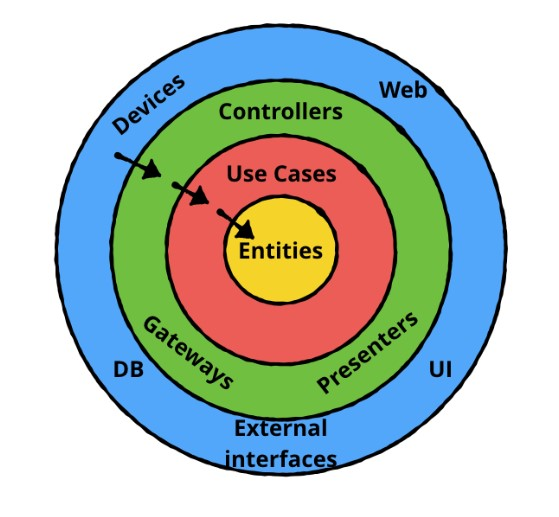 Devices
Web
Controllers
Use Cases
Entities
Gateways
Presenters
DB
UI
External
interfaces